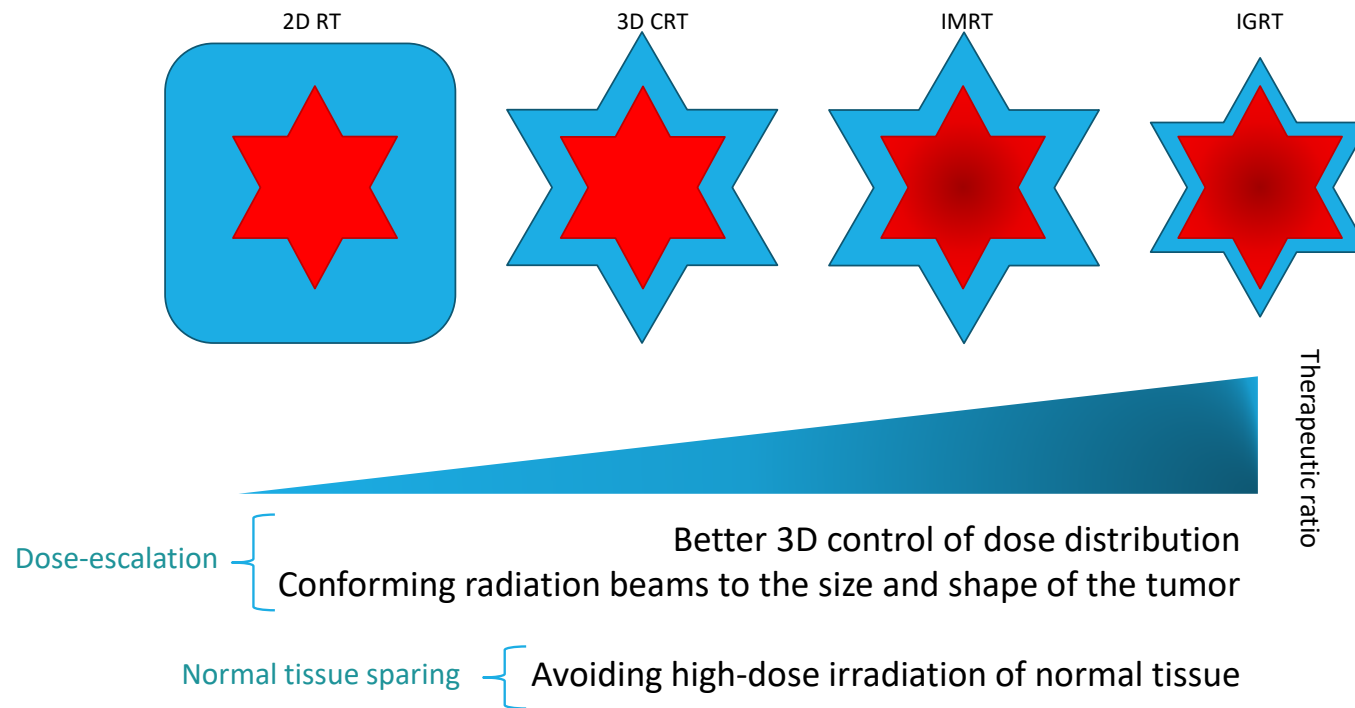 2D RT
3D CRT
IMRT
IGRT
Therapeutic ratio
Dose-escalation
Better 3D control of dose distribution
Conforming radiation beams to the size and shape of the tumor
Normal tissue sparing
Avoiding high-dose irradiation of normal tissue